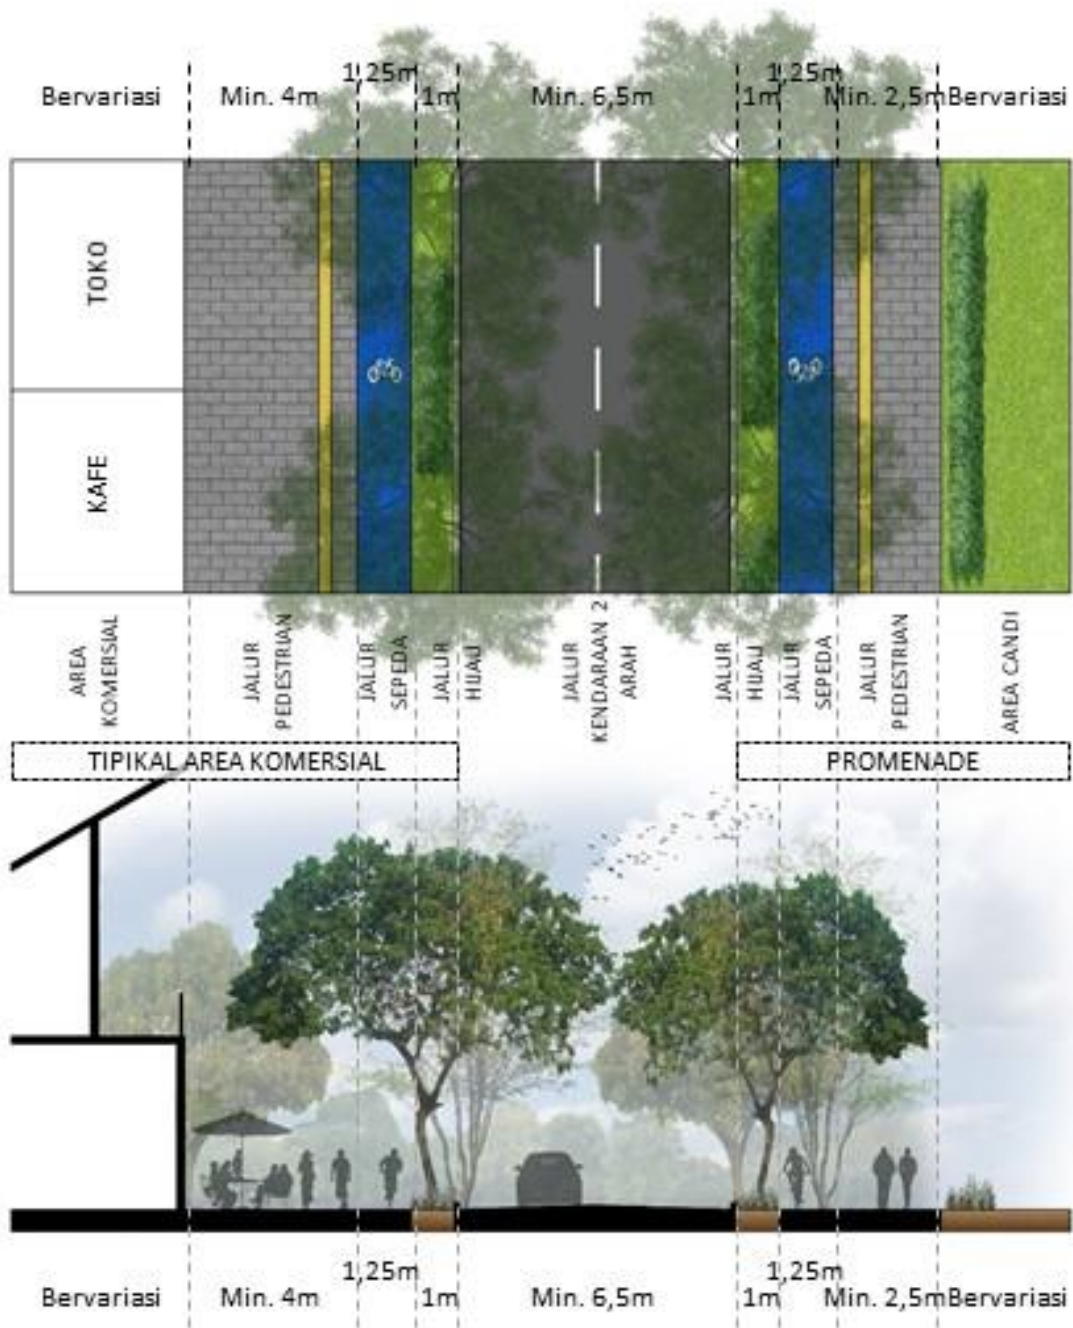 1,25m
1,25m
Bervariasi
Min. 4m
1m
Min. 6,5m
1m
Min. 2,5m
Bervariasi
TOKO
KAFE
AREA
KOMERSIAL
JALUR
PEDESTRIAN
JALUR
SEPEDA
JALUR
HIJAU
JALUR
KENDARAAN 2
ARAH
JALUR
HIJAU
JALUR
SEPEDA
JALUR
PEDESTRIAN
AREA CANDI
TIPIKAL AREA KOMERSIAL
PROMENADE
1,25m
1,25m
Bervariasi
Min. 4m
1m
Min. 6,5m
1m
Min. 2,5m
Bervariasi